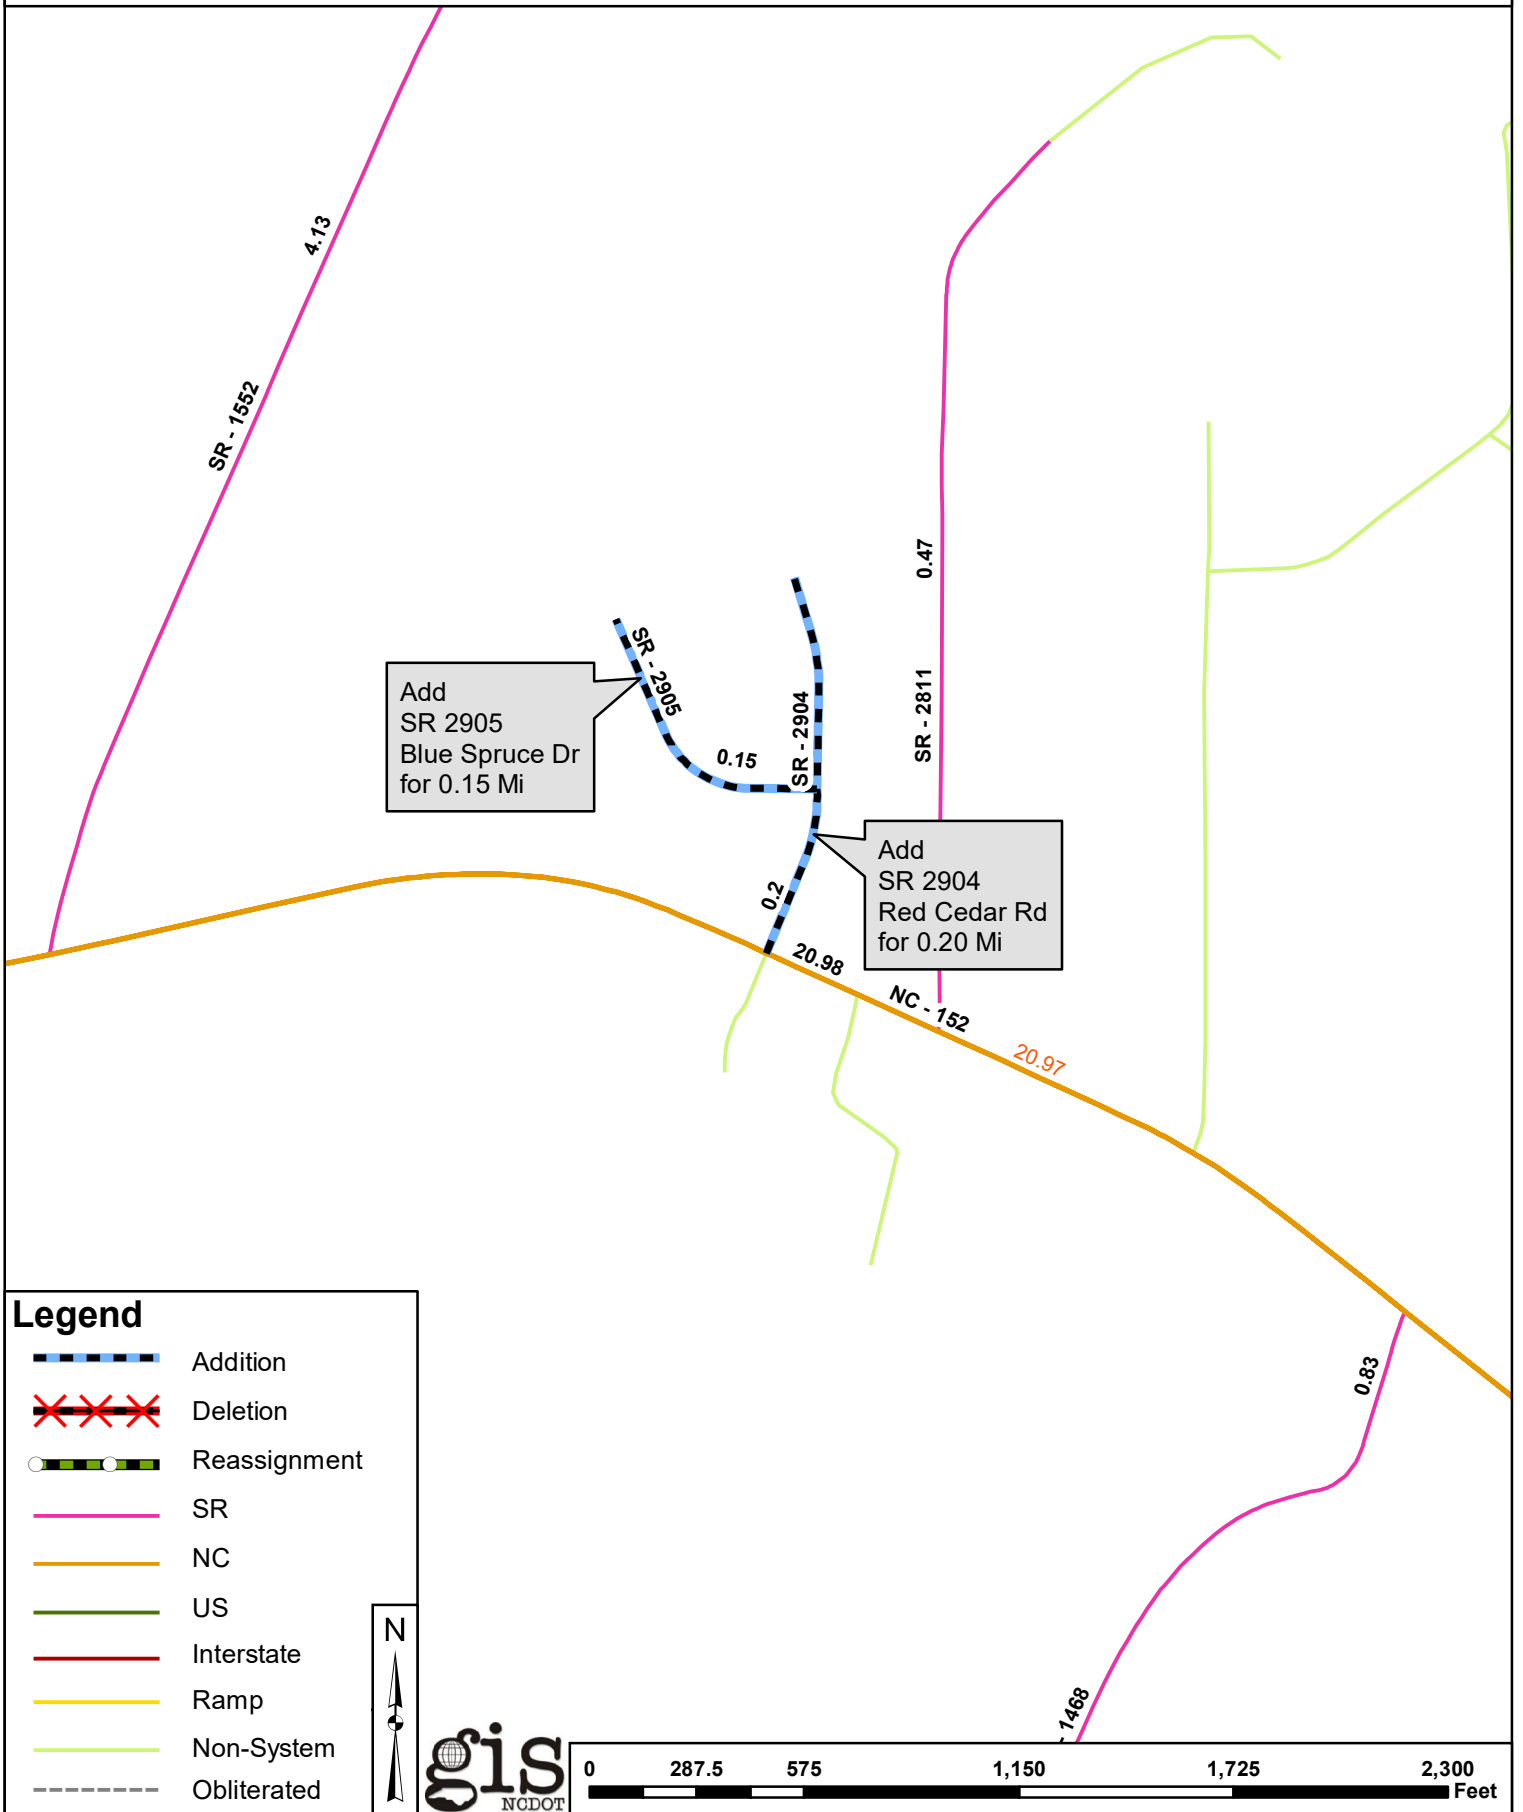 4.13
SR - 1552
0.47
SR - 2811
SR - 2905
SR - 2904
0.15
Add
SR 2905
Blue Spruce Dr
for 0.15 Mi
Add
SR 2904
Red Cedar Rd
for 0.20 Mi
0.2
20.98
NC - 152
20.97
0.83
- 1468
Legend
Addition
Deletion
Reassignment
SR
NC
US
Interstate
Ramp
Non-System
Obliterated
N
gis
NCDOT
0 287.5 575 1,150 1,725 2,300
Feet